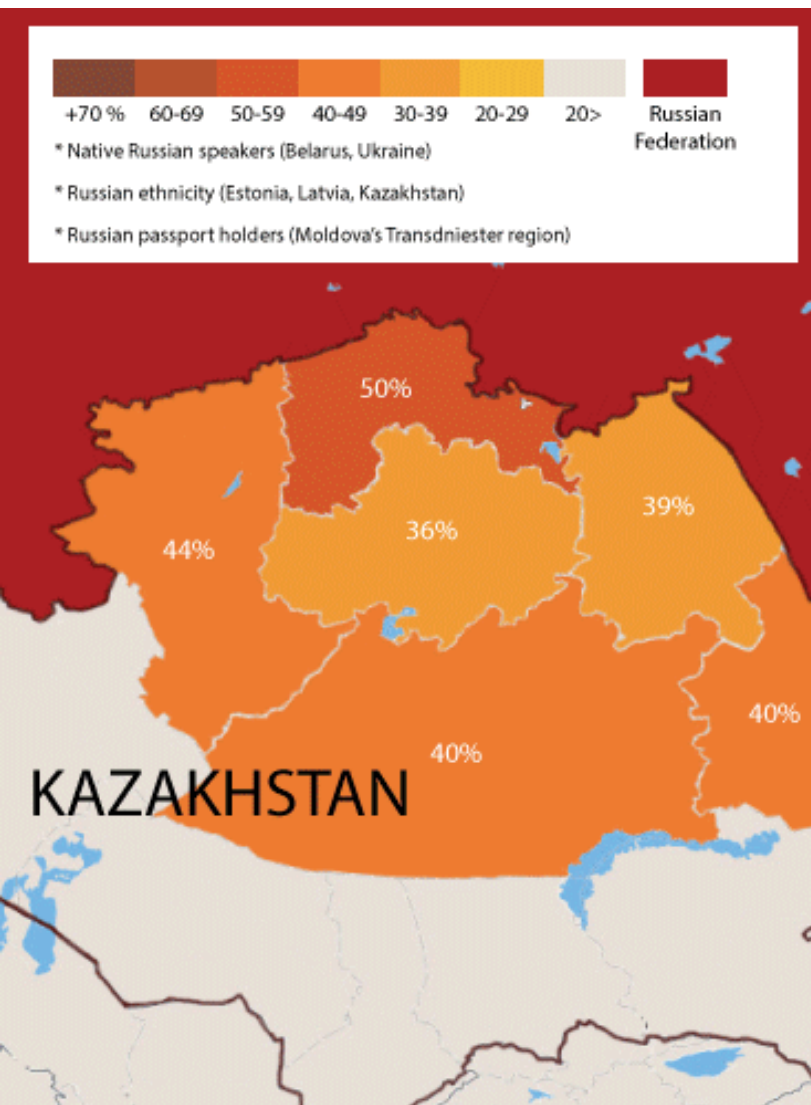 +70 % 60-69 50-59 40-49 30-39 20-29 20> Russian
Federation
* Native Russian speakers (Belarus, Ukraine)
* Russian ethnicity (Estonia, Latvia, Kazakhstan)
* Russian passport holders (Moldova's Transdniester region)
50%
39%
36%
44%
40%
40%
KAZAKHSTAN